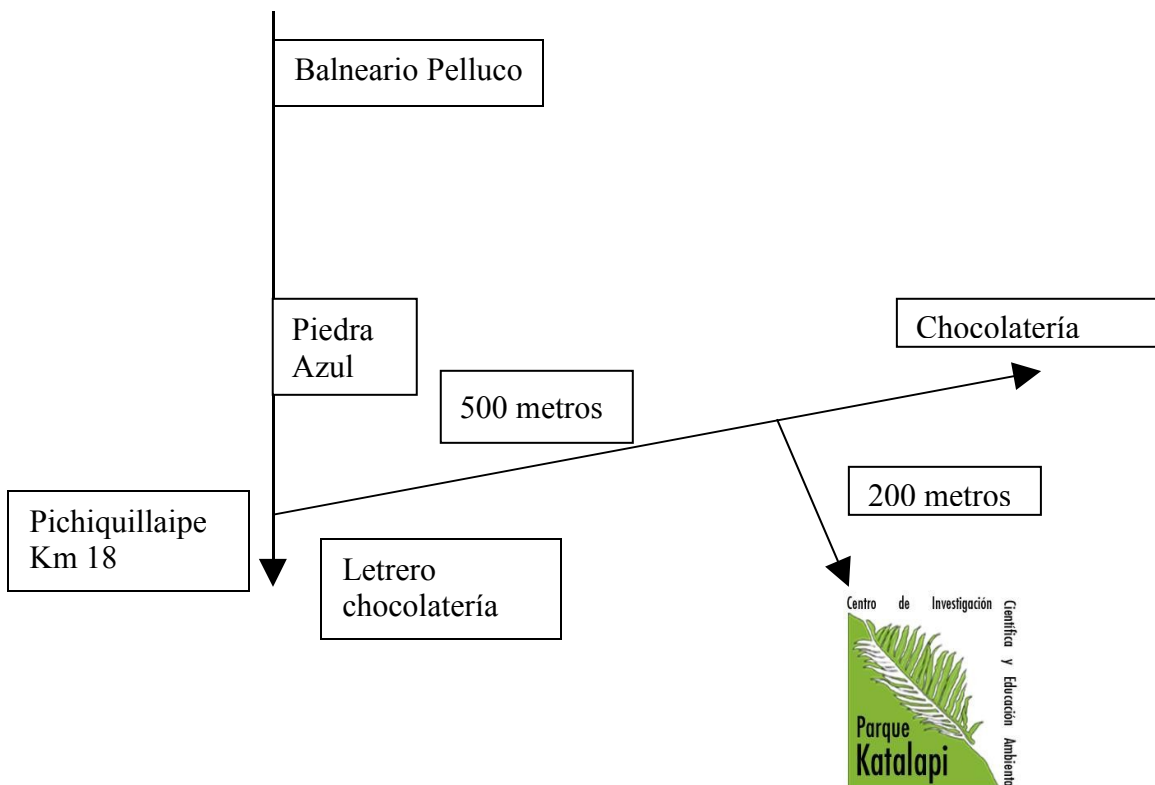 Balneario Pelluco
Piedra
Azul
Chocolatería
500 metros
200 metros
Pichiquillaipe
Km 18
Letrero
chocolatería
Centro de Investigación
Científica y Educación Ambienta
Parque
Katalapi